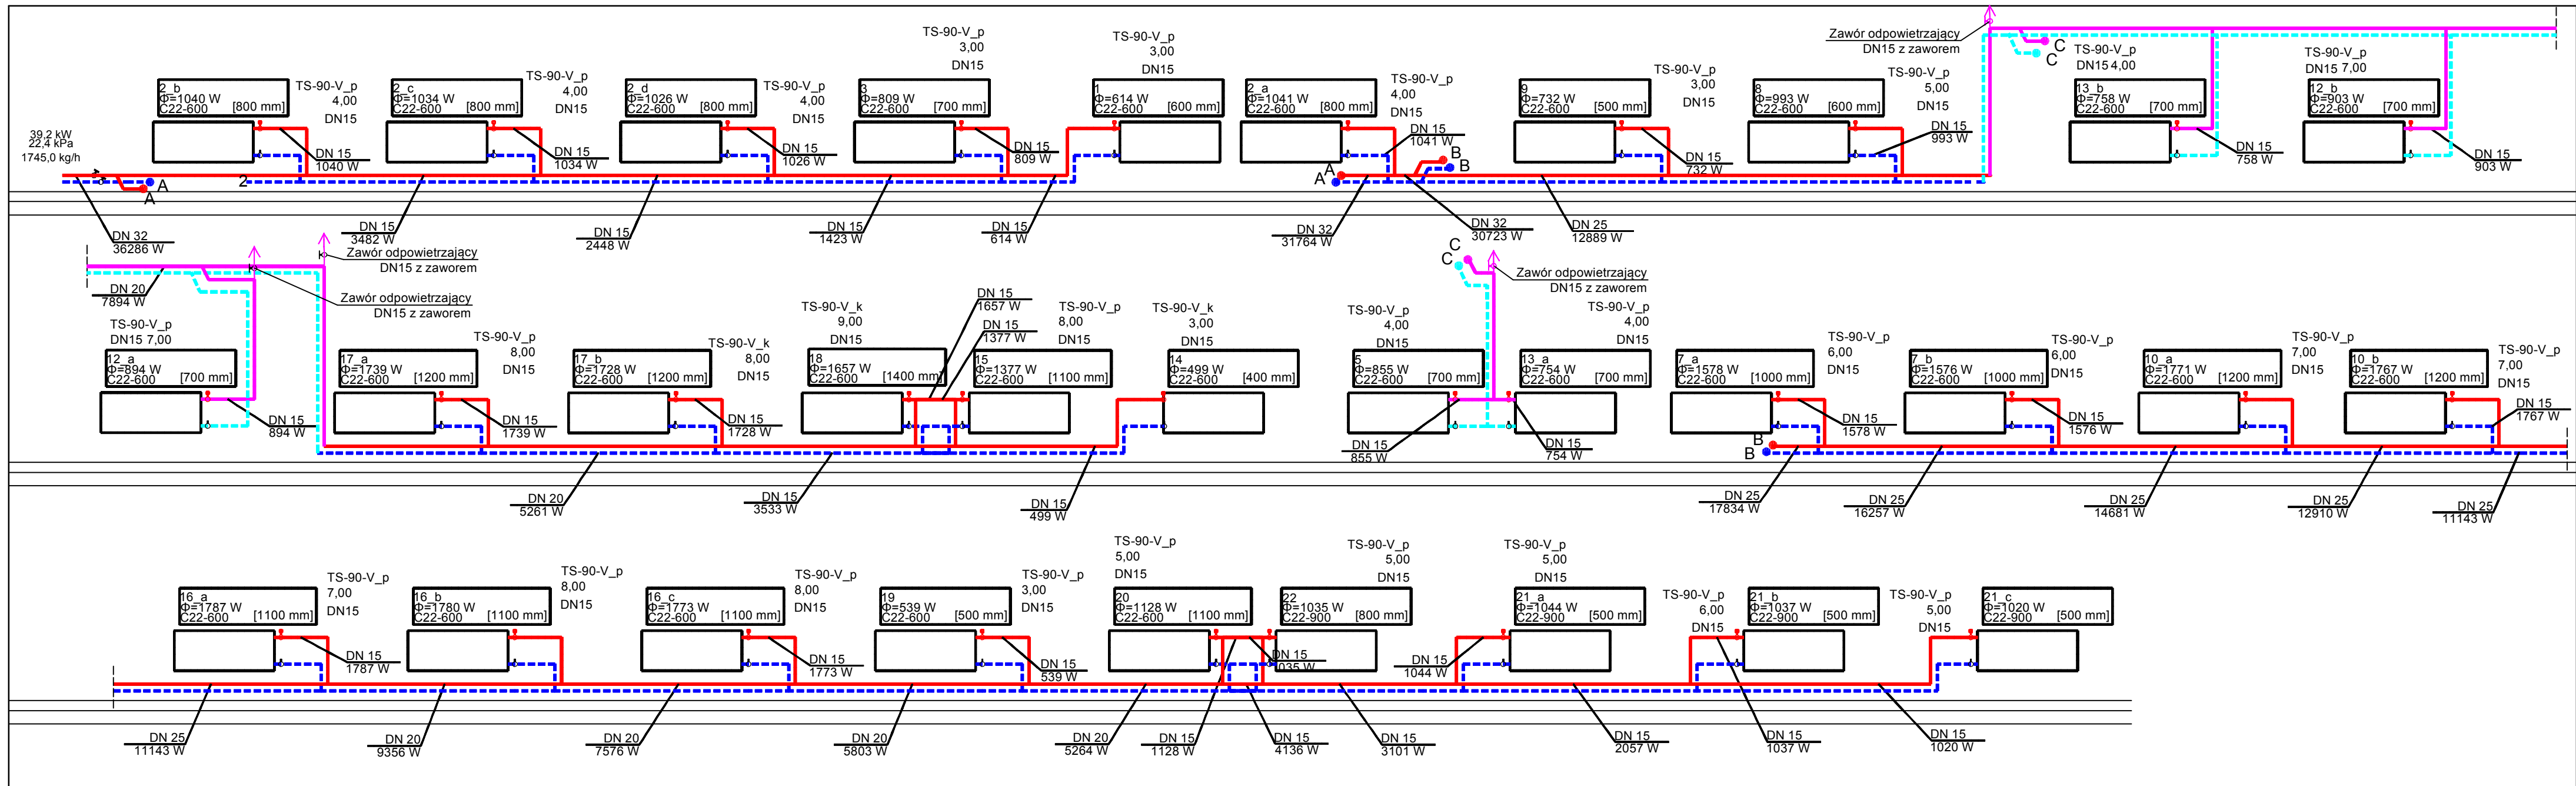 39,2 kW
22,4 kPa
1745,0 kg/h
2_b
Φ=1040 W
C22-600
[800 mm]
TS-90-V_p
4,00
DN15
DN 15
1040 W
A
A
2
DN 32
36286 W
2_c
Φ=1034 W
C22-600
[800 mm]
TS-90-V_p
4,00
DN15
DN 15
1034 W
DN 15
3482 W
2_d
Φ=1026 W
C22-600
[800 mm]
TS-90-V_p
4,00
DN15
DN 15
1026 W
DN 15
2448 W
TS-90-V_p
3,00
DN15
3
Φ=809 W
C22-600
[700 mm]
DN 15
809 W
DN 15
1423 W
TS-90-V_p
3,00
DN15
1
Φ=614 W
C22-600
[600 mm]
DN 15
614 W
2_a
Φ=1041 W
C22-600
[800 mm]
TS-90-V_p
4,00
DN15
DN 15
1041 W
A
A
B
B
DN 32
31764 W
DN 32
30723 W
9
Φ=732 W
C22-600
[500 mm]
TS-90-V_p
3,00
DN15
DN 15
732 W
DN 25
12889 W
8
Φ=993 W
C22-600
[600 mm]
TS-90-V_p
5,00
DN15
DN 15
993 W
Zawór odpowietrzający
DN15 z zaworem
C
C
TS-90-V_p
DN15 4,00
13_b
Φ=758 W
C22-600
[700 mm]
DN 15
758 W
TS-90-V_p
DN15 7,00
12_b
Φ=903 W
C22-600
[700 mm]
DN 15
903 W
Zawór odpowietrzający
DN15 z zaworem
Zawór odpowietrzający
DN15 z zaworem
DN 20
7894 W
TS-90-V_p
DN15 7,00
12_a
Φ=894 W
C22-600
[700 mm]
DN 15
894 W
17_a
Φ=1739 W
C22-600
[1200 mm]
TS-90-V_p
8,00
DN15
DN 15
1739 W
17_b
Φ=1728 W
C22-600
[1200 mm]
TS-90-V_k
8,00
DN15
DN 15
1728 W
DN 20
5261 W
TS-90-V_k
9,00
DN15
18
Φ=1657 W
C22-600
[1400 mm]
DN 15
1657 W
DN 15
1377 W
DN 15
3533 W
TS-90-V_p
8,00
DN15
15
Φ=1377 W
C22-600
[1100 mm]
TS-90-V_k
3,00
DN15
14
Φ=499 W
C22-600
[400 mm]
DN 15
499 W
C
C
Zawór odpowietrzający
DN15 z zaworem
TS-90-V_p
4,00
DN15
5
Φ=855 W
C22-600
[700 mm]
DN 15
855 W
TS-90-V_p
4,00
DN15
13_a
Φ=754 W
C22-600
[700 mm]
DN 15
754 W
7_a
Φ=1578 W
C22-600
[1000 mm]
TS-90-V_p
6,00
DN15
DN 15
1578 W
B
B
DN 25
17834 W
7_b
Φ=1576 W
C22-600
[1000 mm]
TS-90-V_p
6,00
DN15
DN 15
1576 W
DN 25
16257 W
10_a
Φ=1771 W
C22-600
[1200 mm]
TS-90-V_p
7,00
DN15
DN 25
14681 W
10_b
Φ=1767 W
C22-600
[1200 mm]
TS-90-V_p
7,00
DN15
DN 15
1767 W
DN 25
12910 W
DN 25
11143 W
16_a
Φ=1787 W
C22-600
[1100 mm]
TS-90-V_p
7,00
DN15
DN 15
1787 W
DN 25
11143 W
16_b
Φ=1780 W
C22-600
[1100 mm]
TS-90-V_p
8,00
DN15
DN 20
9356 W
16_c
Φ=1773 W
C22-600
[1100 mm]
TS-90-V_p
8,00
DN15
DN 15
1773 W
DN 20
7576 W
19
Φ=539 W
C22-600
[500 mm]
TS-90-V_p
3,00
DN15
DN 15
539 W
DN 20
5803 W
TS-90-V_p
5,00
DN15
20
Φ=1128 W
C22-600
[1100 mm]
DN 20
5264 W
DN 15
1128 W
TS-90-V_p
5,00
DN15
22
Φ=1035 W
C22-900
[800 mm]
DN 15
1035 W
DN 15
4136 W
DN 15
3101 W
TS-90-V_p
5,00
DN15
21_a
Φ=1044 W
C22-900
[500 mm]
DN 15
1044 W
DN 15
2057 W
TS-90-V_p
6,00
DN15
21_b
Φ=1037 W
C22-900
[500 mm]
DN 15
1037 W
TS-90-V_p
5,00
DN15
21_c
Φ=1020 W
C22-900
[500 mm]
DN 15
1020 W